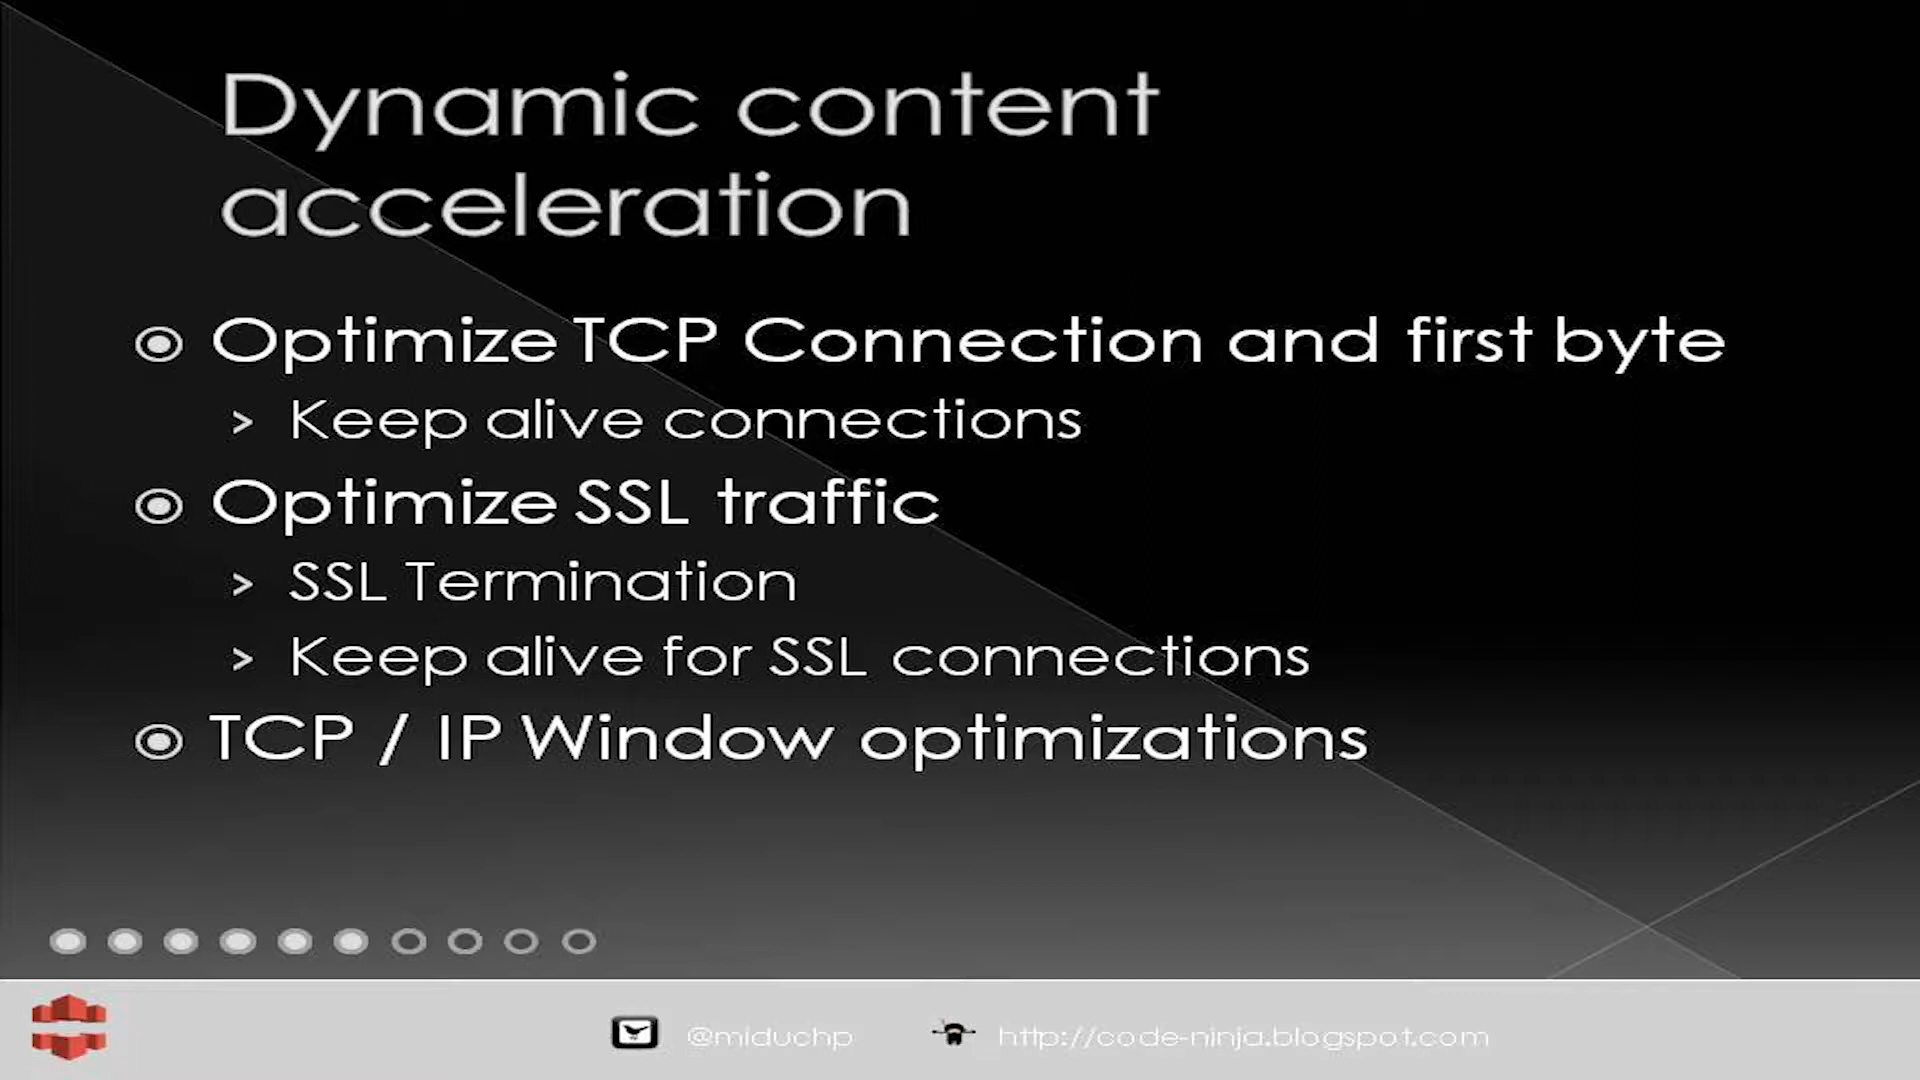 Dynamic content
acceleration
Optimize TCP Connection and first byte
> Keep alive connections
Optimize SSL traffic
> SSL Termination
> Keep alive for SSL connections
TCP / IP Window optimizations
@miduchp http://code-ninja.blogspot.com